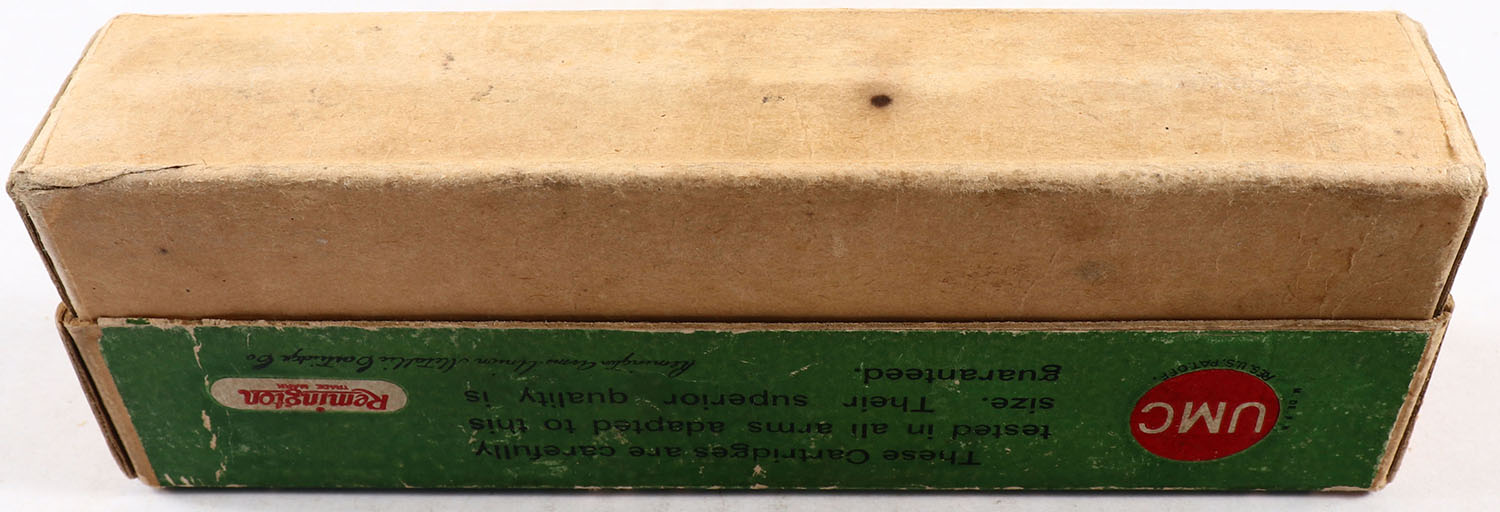 These Cartridges are carefully
tested in all arms adapted to this
size. Their superior quality is
guaranteed.
Remington Arms Union Metallic Cartridge Co
UMC
REG. U.S. PAT. OFF.
Remington
TRADE MARK